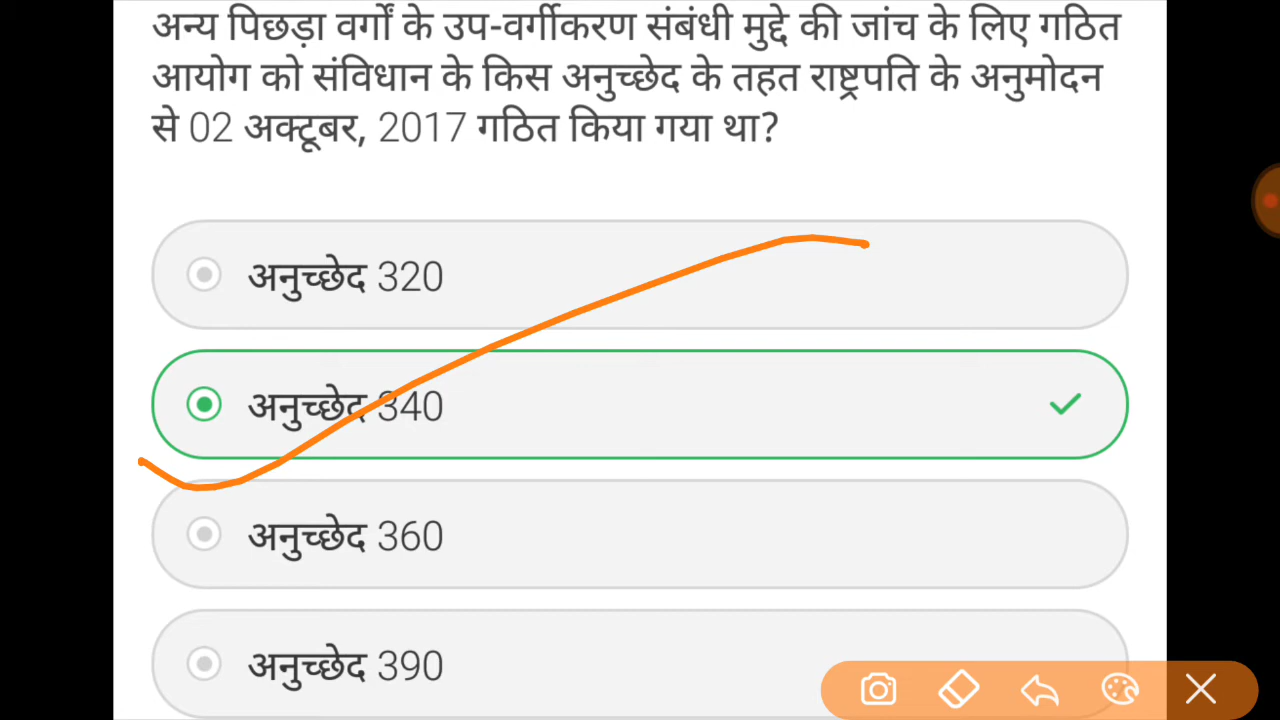 अन्य पिछड़ा वर्गों के उप-वर्गीकरण संबंधी मुद्दे की जांच के लिए गठित
आयोग को संविधान के किस अनुच्छेद के तहत राष्ट्रपति के अनुमोदन
से 02 अक्टूबर, 2017 गठित किया गया था?
अनुच्छेद 320
अनुच्छेद 340
अनुच्छेद 360
अनुच्छेद 390